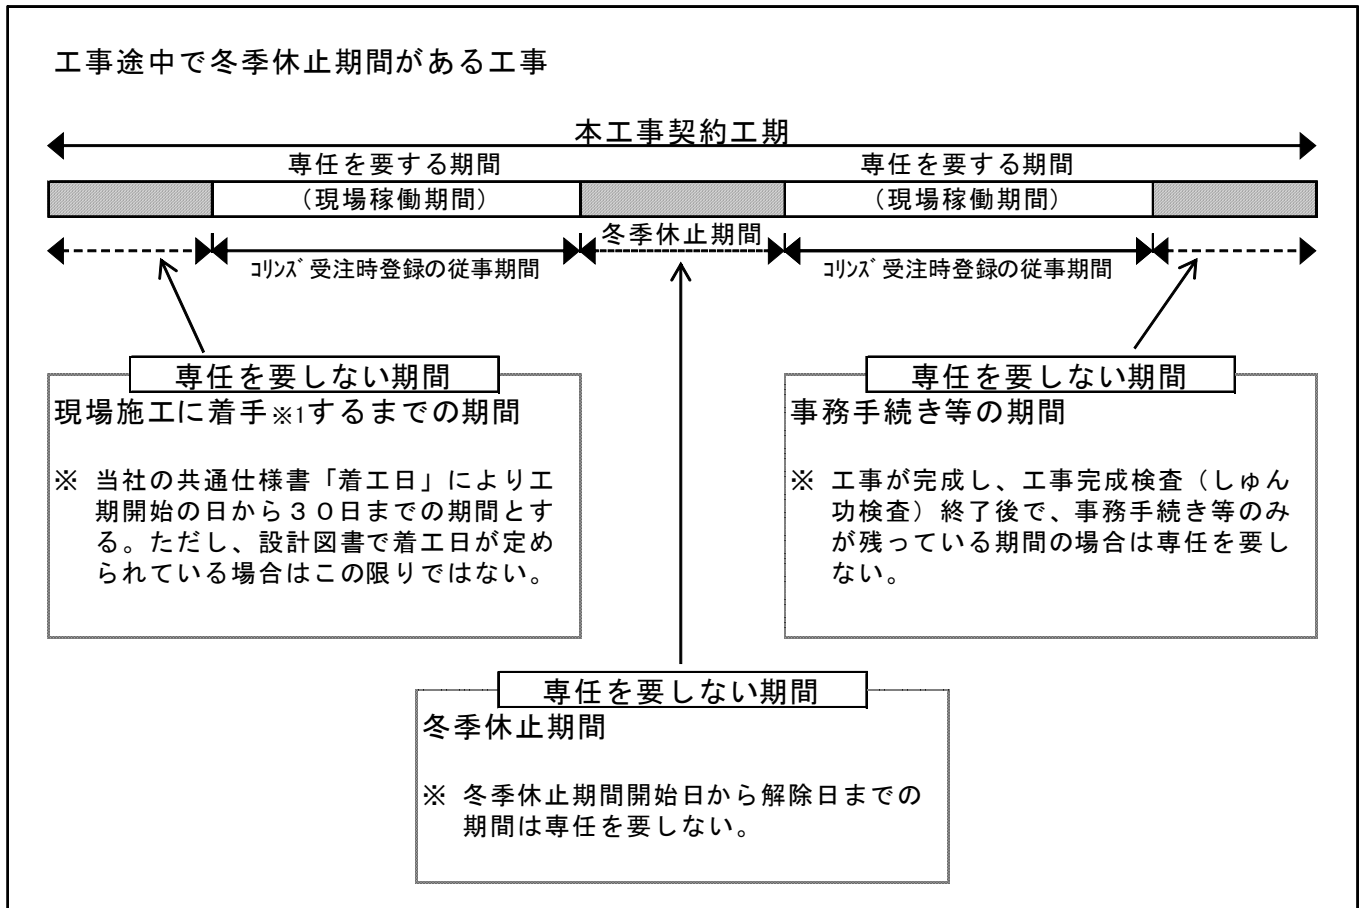 工事途中で冬季休止期間がある工事
本工事契約工期
専任を要する期間
専任を要する期間
(現場稼働期間)
(現場稼働期間)
冬季休止期間
ｺﾘﾝｽﾞ受注時登録の従事期間
ｺﾘﾝｽﾞ受注時登録の従事期間
専任を要しない期間
現場施工に着手※1するまでの期間
※ 当社の共通仕様書「着工日」により工
期開始の日から３０日までの期間とす
る。ただし、設計図書で着工日が定め
られている場合はこの限りではない。
専任を要しない期間
事務手続き等の期間
※ 工事が完成し、工事完成検査（しゅん
功検査）終了後で、事務手続き等のみ
が残っている期間の場合は専任を要し
ない。
専任を要しない期間
冬季休止期間
※ 冬季休止期間開始日から解除日までの
期間は専任を要しない。